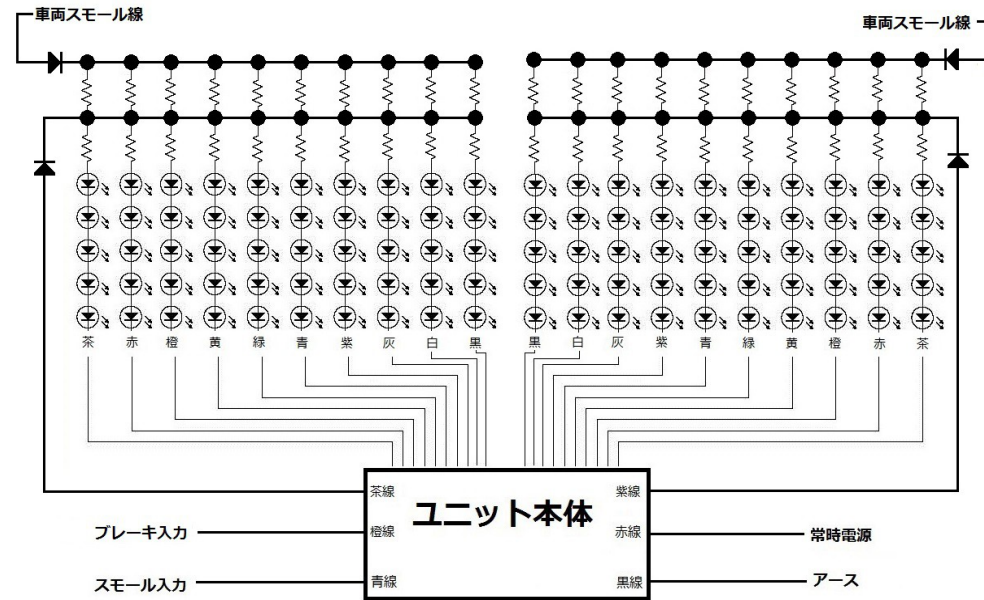 車両スモール線
車両スモール線
茶 赤 橙 黄 緑 青 紫 灰 白 黒
黒 白 灰 紫 青 緑 黄 橙 赤 茶
茶線
紫線
ユニット本体
ブレーキ入力
橙線
赤線
常時電源
スモール入力
青線
黒線
アース